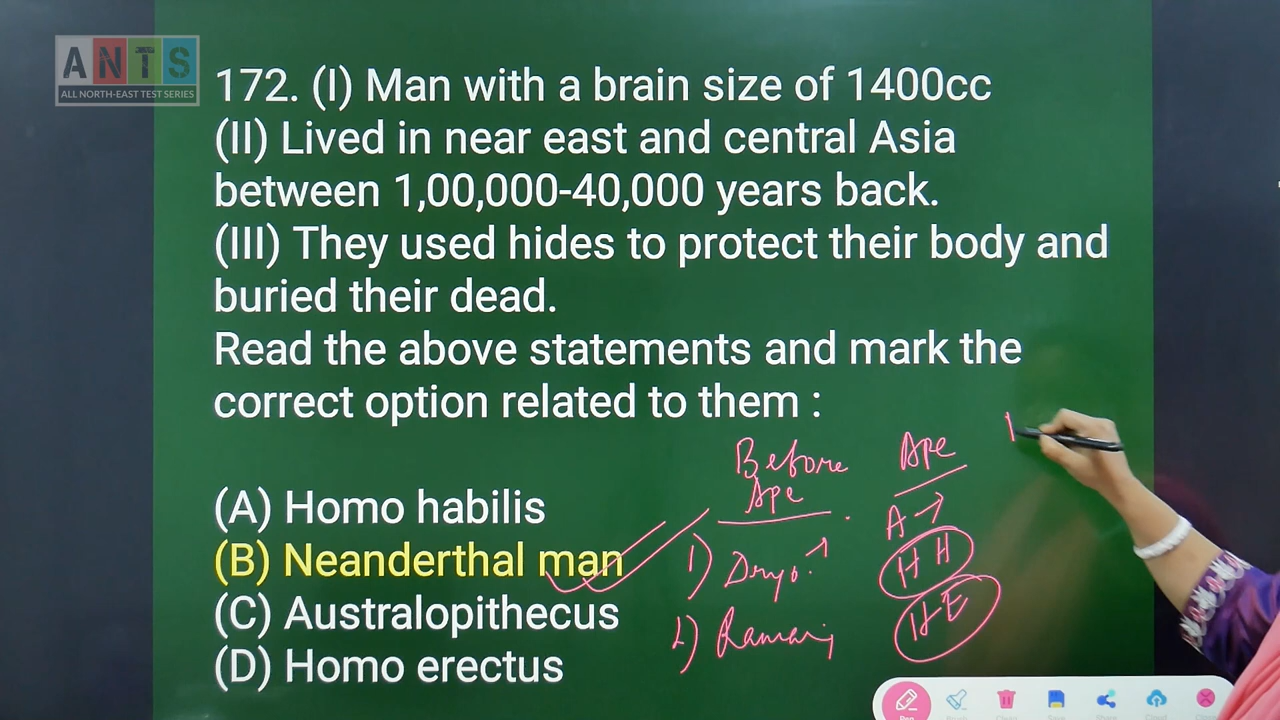 ANTS
ALL NORTH-EAST TEST SERIES
172. (I) Man with a brain size of 1400cc
(II) Lived in near east and central Asia
between 1,00,000-40,000 years back.
(III) They used hides to protect their body and
buried their dead.
Read the above statements and mark the
correct option related to them :
(A) Homo habilis
(B) Neanderthal man
(C) Australopithecus
(D) Homo erectus
Before
Ape
1) Dryo.
2)
Ape
A →
HH
HE
Pen